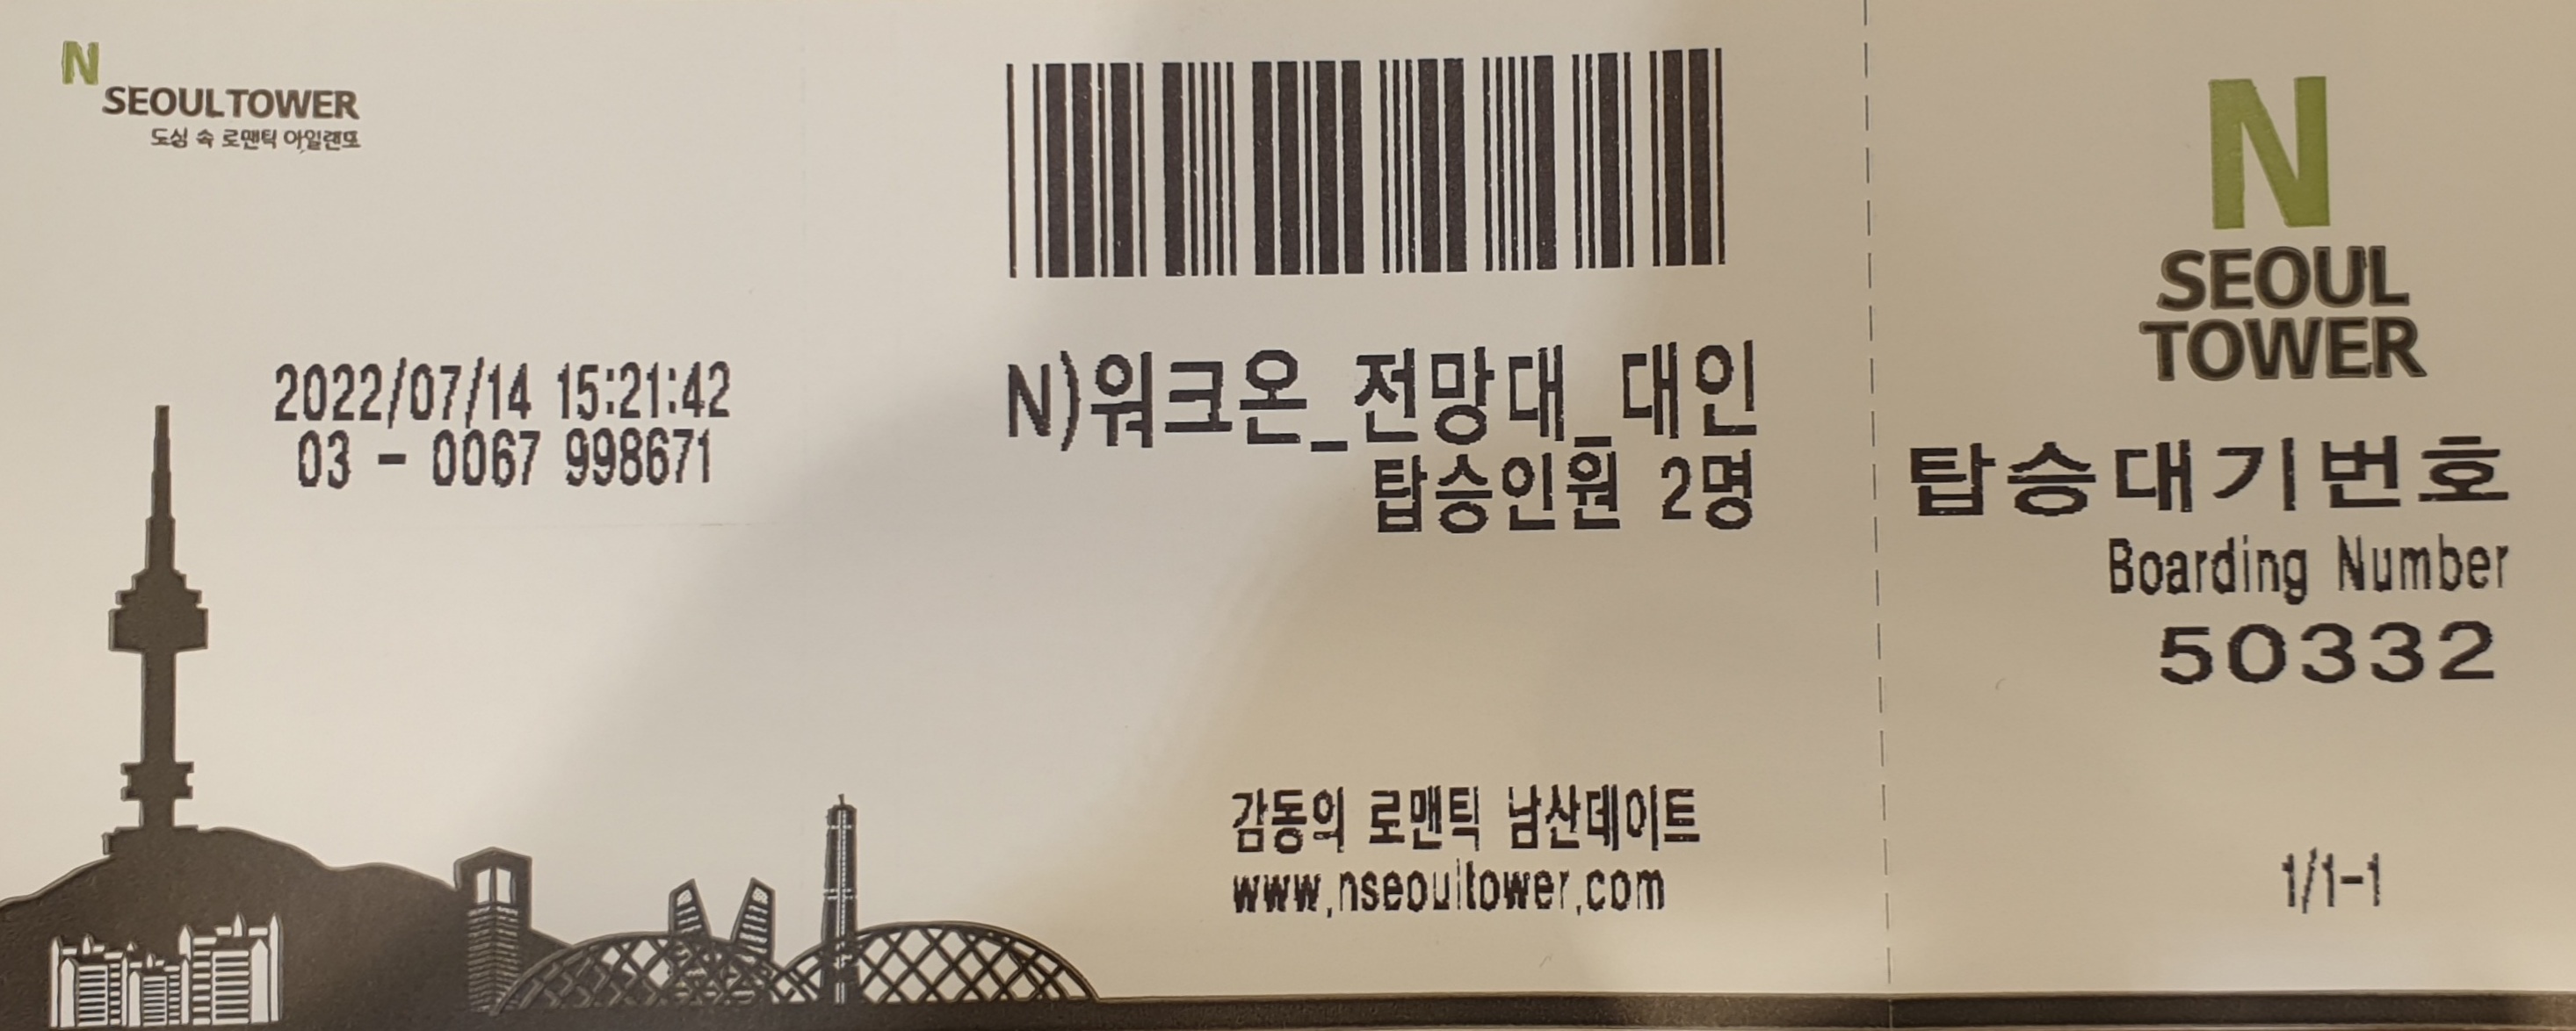 N
SEOUL TOWER
도심 속 로맨틱 아일랜드
2022/07/14 15:21:42
03 - 0067 998671
N)워크온_전망대_대인
탑승인원 2명
감동의 로맨틱 남산데이트
www.nseoultower.com
N
SEOUL
TOWER
탑승대기번호
Boarding Number
50332
1/1-1